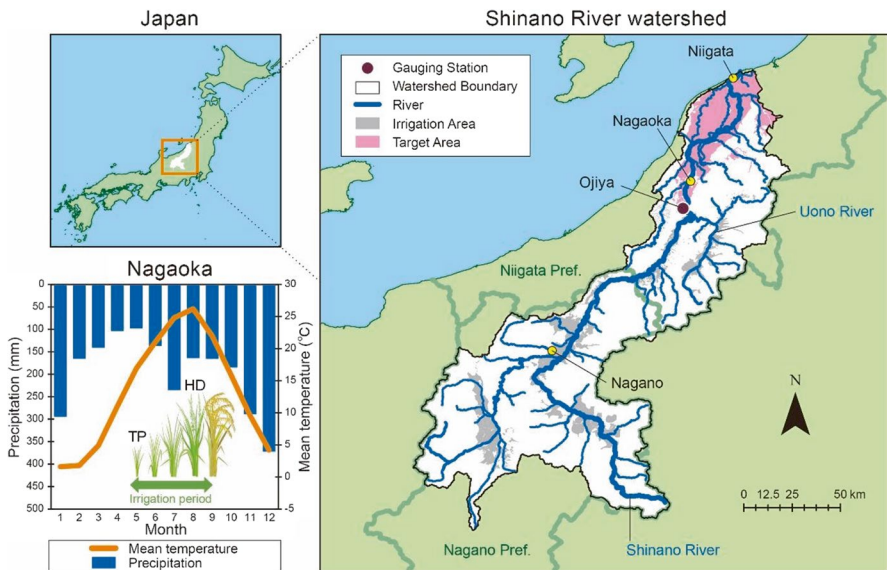 Japan
Shinano River watershed
Gauging Station
Watershed Boundary
River
Irrigation Area
Target Area
Niigata
Nagaoka
Ojiya
Uono River
Niigata Pref.
Nagano
N
0 12.5 25 50 km
Nagano Pref.
Shinano River
Nagaoka
Precipitation (mm)
0
50
100
150
200
250
300
350
400
450
500
30
25
20
15
10
5
0
-5
Mean temperature (°C)
HD
TP
Irrigation period
1 2 3 4 5 6 7 8 9 10 11 12
Month
Mean temperature
Precipitation